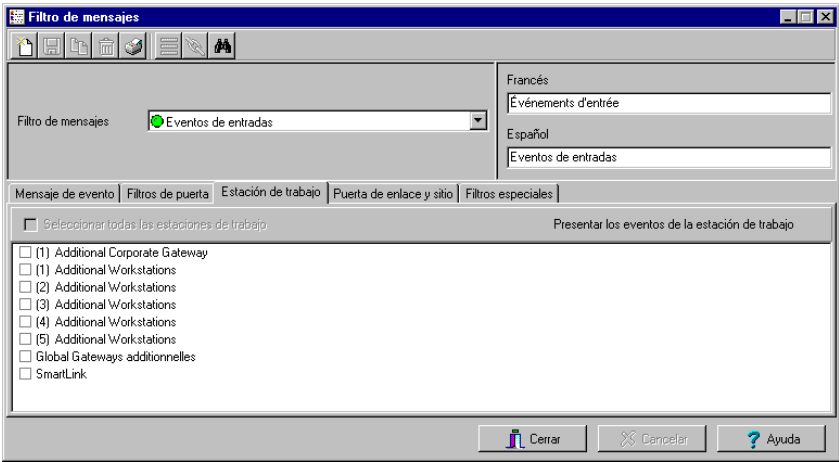 Filtro de mensajes
Francés
Événements d'entrée
Filtro de mensajes
Eventos de entradas
Español
Eventos de entradas
Mensaje de evento
Filtros de puerta
Estación de trabajo
Puerta de enlace y sitio
Filtros especiales
Seleccionar todas las estaciones de trabajo
Presentar los eventos de la estación de trabajo
(1) Additional Corporate Gateway
(1) Additional Workstations
(2) Additional Workstations
(3) Additional Workstations
(4) Additional Workstations
(5) Additional Workstations
Global Gateways additionnelles
SmartLink
Cerrar
Cancelar
Ayuda